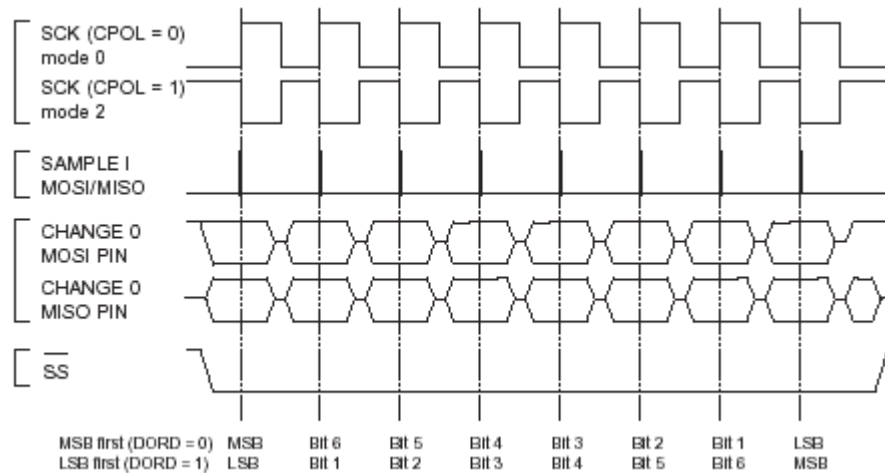 SCK (CPOL = 0)
mode 0
SCK (CPOL = 1)
mode 2
SAMPLE I
MOSI/MISO
CHANGE 0
MOSI PIN
CHANGE 0
MISO PIN
SS
MSB first (DORD = 0) MSB Bit 6 Bit 5 Bit 4 Bit 3 Bit 2 Bit 1 LSB
LSB first (DORD = 1) LSB Bit 1 Bit 2 Bit 3 Bit 4 Bit 5 Bit 6 MSB